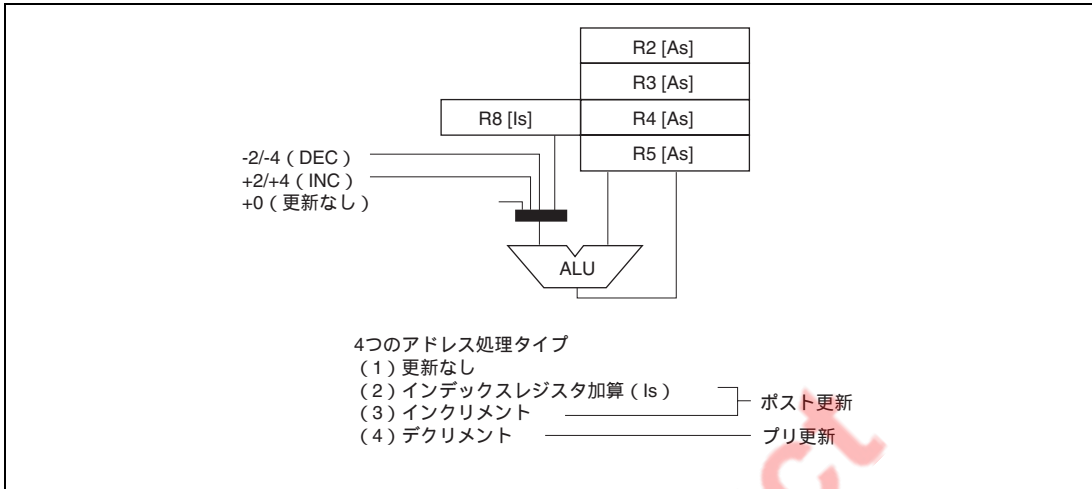 R2 [As]
R3 [As]
R8 [Is]
R4 [As]
R5 [As]
-2/-4（DEC）
+2/+4（INC）
+0（更新なし）
ALU
4つのアドレス処理タイプ
（1）更新なし
（2）インデックスレジスタ加算（Is）
（3）インクリメント
ポスト更新
（4）デクリメント
プリ更新
ct